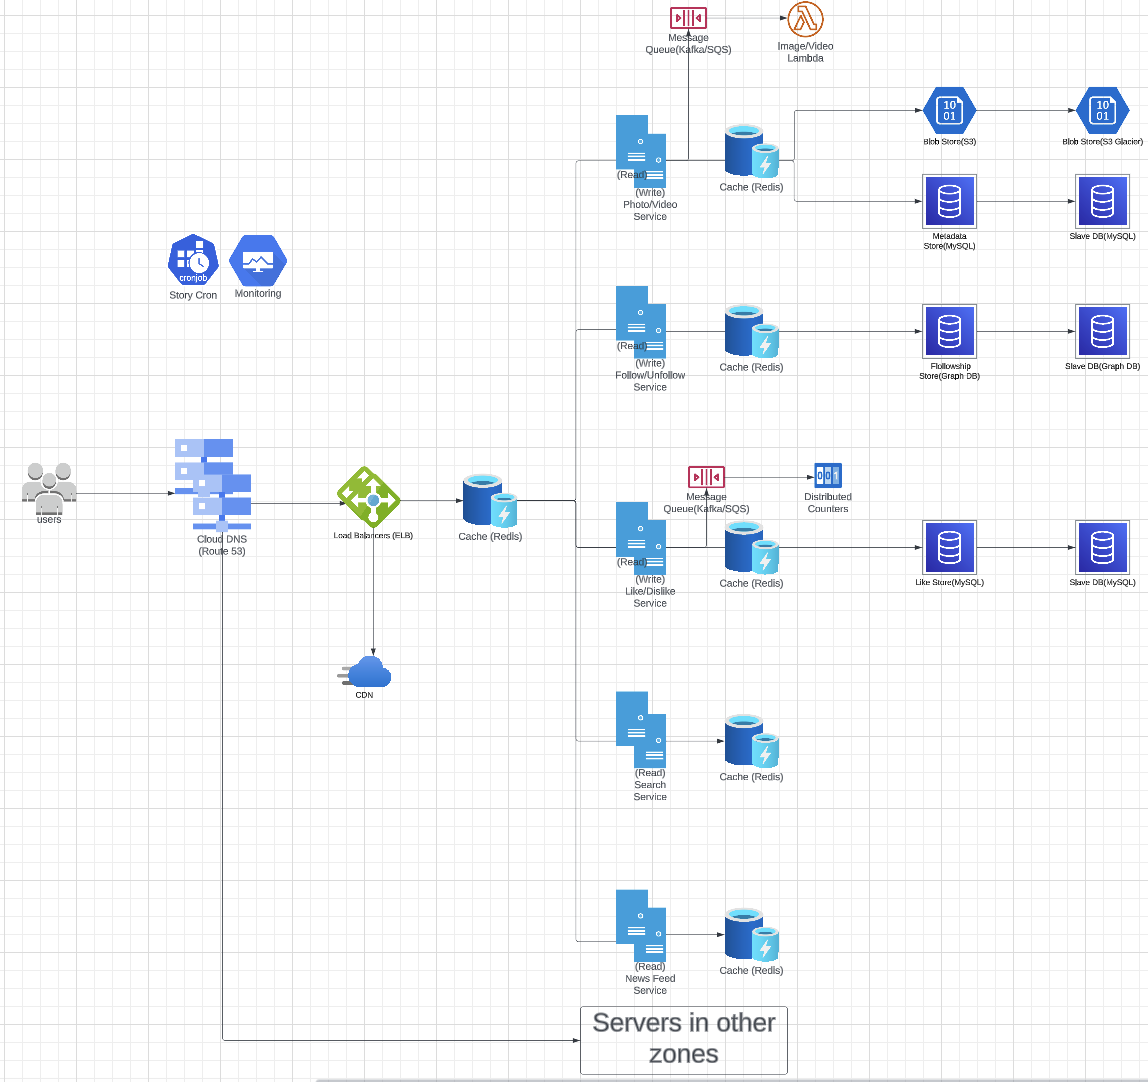 Message
Queue(Kafka/SQS)
Image/Video
Lambda
10
01
Blob Store(S3)
10
01
Blob Store(S3 Glacier)
(Read)
(Write)
Photo/Video
Service
Cache (Redis)
Metadata
Store(MySQL)
Slave DB(MySQL)
cronjob
Story Cron
Monitoring
(Read)
(Write)
Follow/Unfollow
Service
Cache (Redis)
Flollowship
Store(Graph DB)
Slave DB(Graph DB)
users
Cloud DNS
(Route 53)
Load Balancers (ELB)
Cache (Redis)
Message
Queue(Kafka/SQS)
001
Distributed
Counters
(Read)
(Write)
Like/Dislike
Service
Cache (Redis)
Like Store(MySQL)
Slave DB(MySQL)
CDN
(Read)
Search
Service
Cache (Redis)
(Read)
News Feed
Service
Cache (Redis)
Servers in other
zones